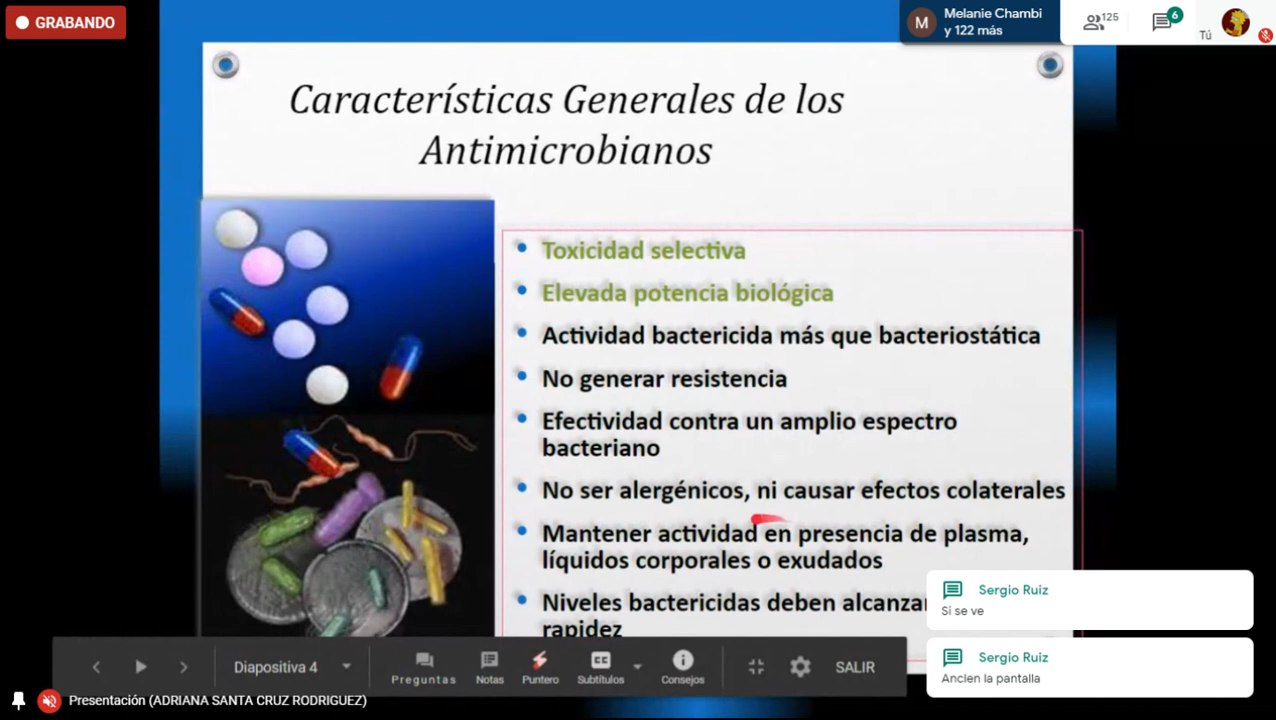 GRABANDO
Melanie Chambi
y 122 más
125
6
Tú
Características Generales de los
Antimicrobianos
Toxicidad selectiva
Elevada potencia biológica
Actividad bactericida más que bacteriostática
No generar resistencia
Efectividad contra un amplio espectro
bacteriano
No ser alergénicos, ni causar efectos colaterales
Mantener actividad en presencia de plasma,
líquidos corporales o exudados
Niveles bactericidas deben
rapidez
Sergio Ruiz
Si se ve
Sergio Ruiz
Anclen la pantalla
Diapositiva 4
Preguntas
Notas
Puntero
Subtítulos
Consejos
SALIR
Presentación (ADRIANA SANTA CRUZ RODRIGUEZ)
M
CC